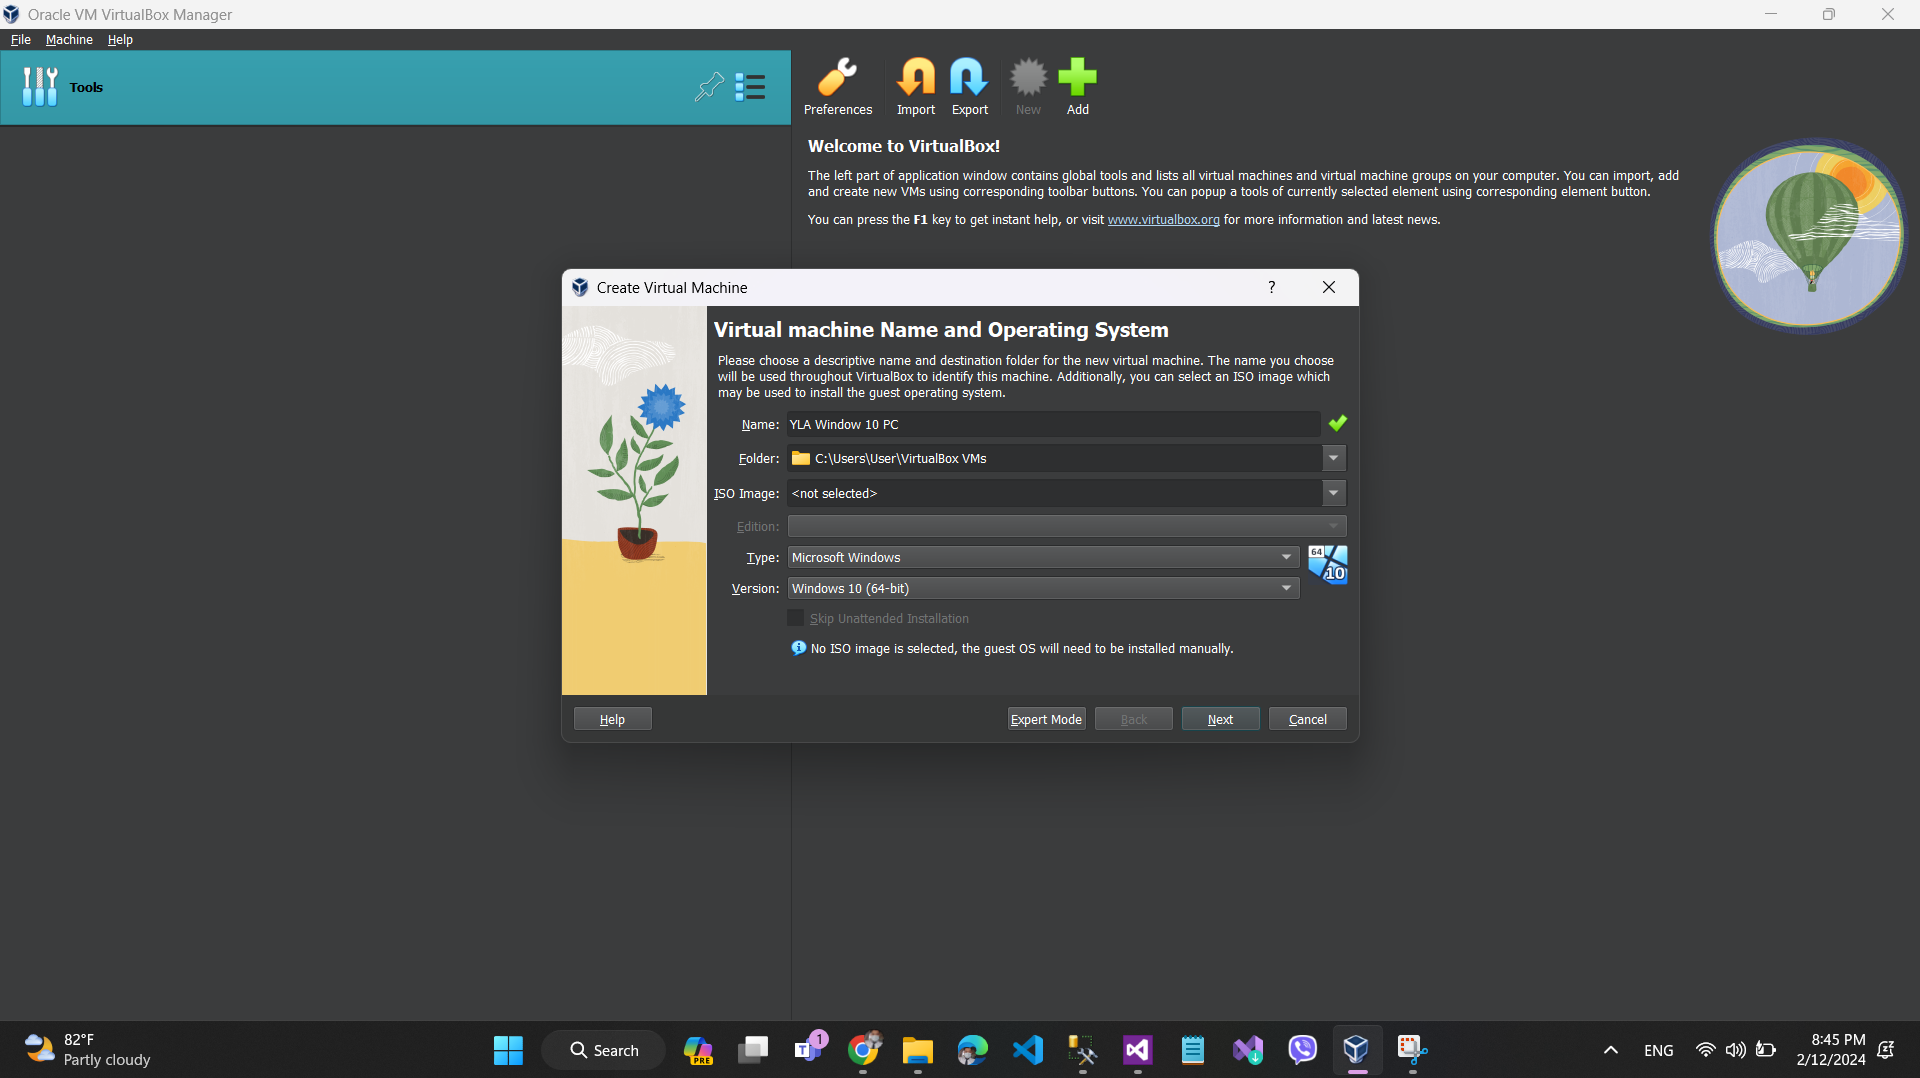 Oracle VM VirtualBox Manager
File Machine Help
Tools
Preferences Import Export New Add
Welcome to VirtualBox!
The left part of application window contains global tools and lists all virtual machines and virtual machine groups on your computer. You can import, add
and create new VMs using corresponding toolbar buttons. You can popup a tools of currently selected element using corresponding element button.
You can press the F1 key to get instant help, or visit www.virtualbox.org for more information and latest news.
Create Virtual Machine
?
Virtual machine Name and Operating System
Please choose a descriptive name and destination folder for the new virtual machine. The name you choose
will be used throughout VirtualBox to identify this machine. Additionally, you can select an ISO image which
may be used to install the guest operating system.
Name: YLA Window 10 PC
Folder: C:\Users\User\VirtualBox VMs
ISO Image: <not selected>
Edition:
Type: Microsoft Windows
64
10
Version: Windows 10 (64-bit)
Skip Unattended Installation
No ISO image is selected, the guest OS will need to be installed manually.
Help Expert Mode Back Next Cancel
82°F
Partly cloudy
Search
PRE
1
ENG
8:45 PM
2/12/2024